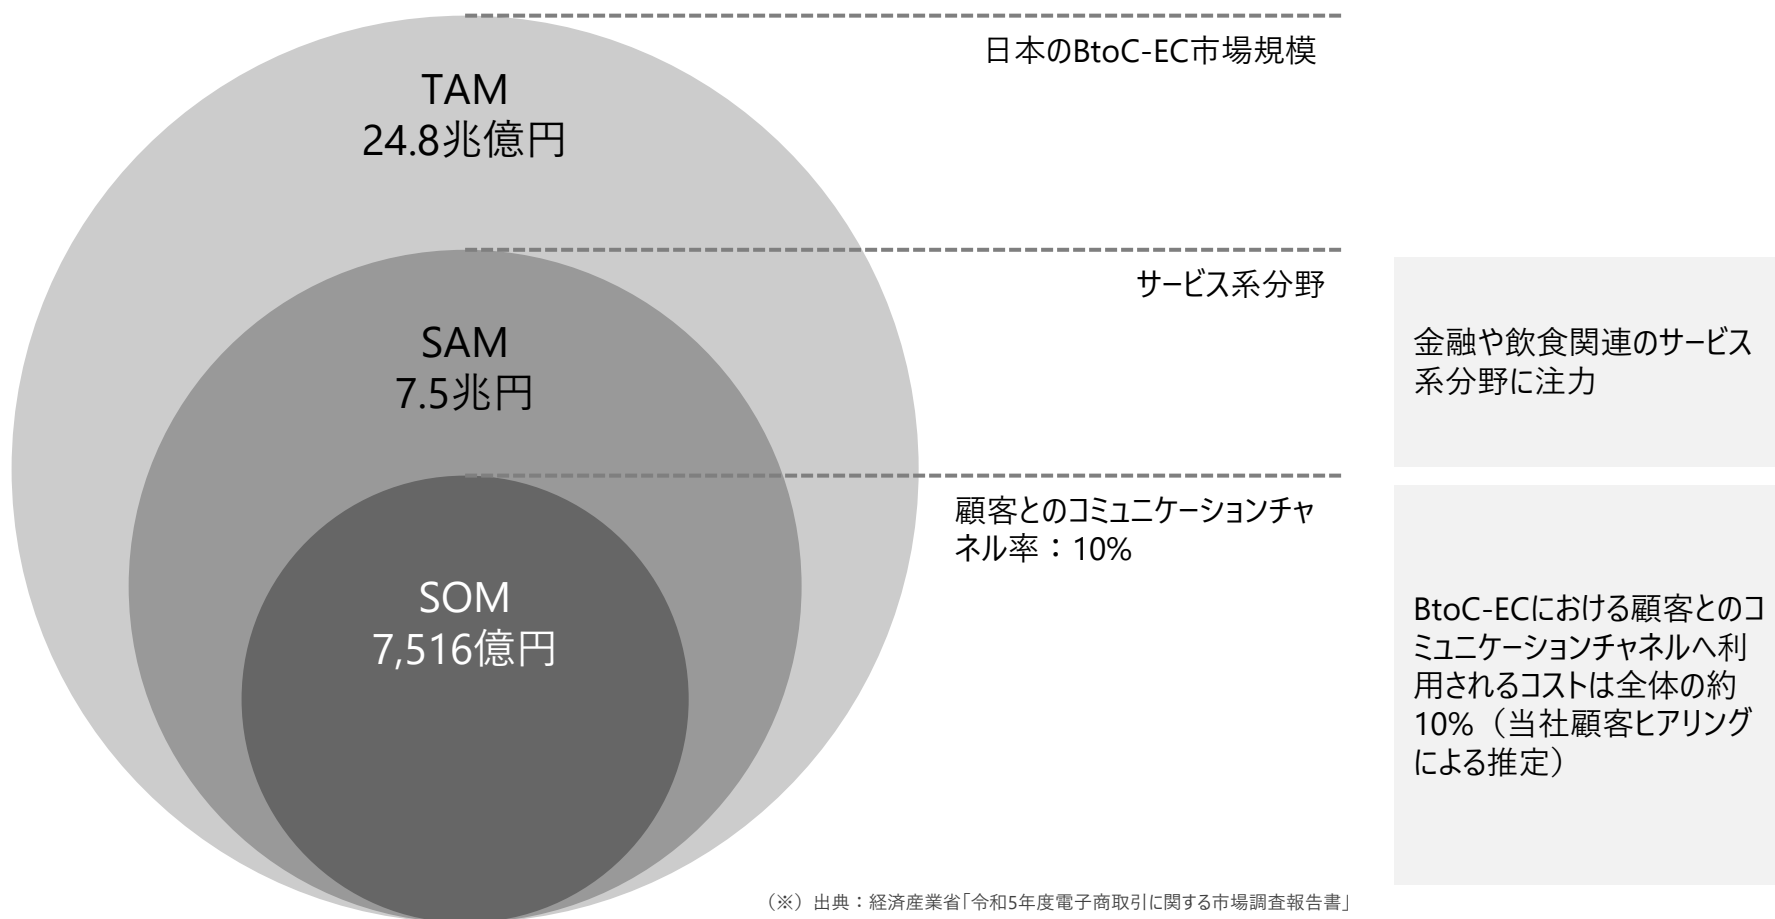 日本のBtoC-EC市場規模
TAM
24.8兆億円
サービス系分野
SAM
7.5兆円
金融や飲食関連のサービス
系分野に注力
顧客とのコミュニケーションチャ
ネル率：10%
SOM
7,516億円
BtoC-ECにおける顧客とのコ
ミュニケーションチャネルへ利
用されるコストは全体の約
10%（当社顧客ヒアリング
による推定）
（※）出典：経済産業省「令和5年度電子商取引に関する市場調査報告書」